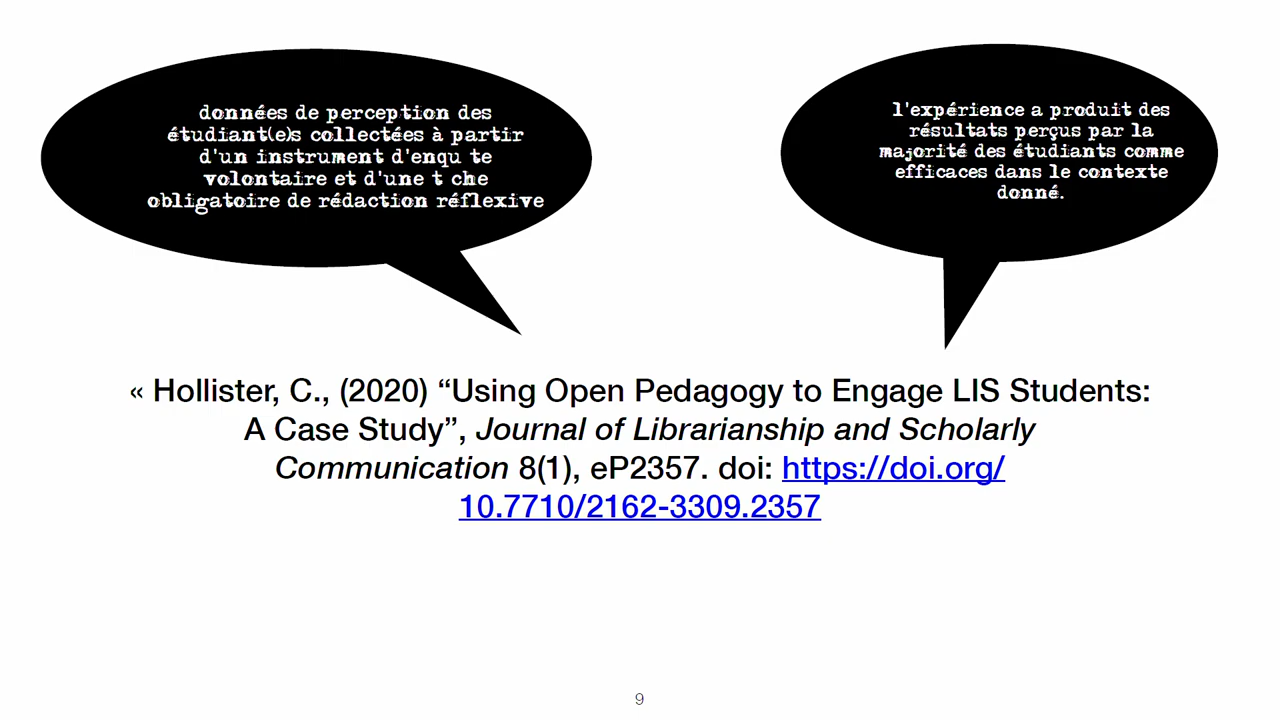 données de perception des
étudiant(e)s collectées à partir
d'un instrument d'enqu te
volontaire et d'une t che
obligatoire de rédaction réflexive
l'expérience a produit des
résultats perçus par la
majorité des étudiants comme
efficaces dans le contexte
donné.
« Hollister, C., (2020) “Using Open Pedagogy to Engage LIS Students:
A Case Study”, Journal of Librarianship and Scholarly
Communication 8(1), eP2357. doi: https://doi.org/
10.7710/2162-3309.2357
9